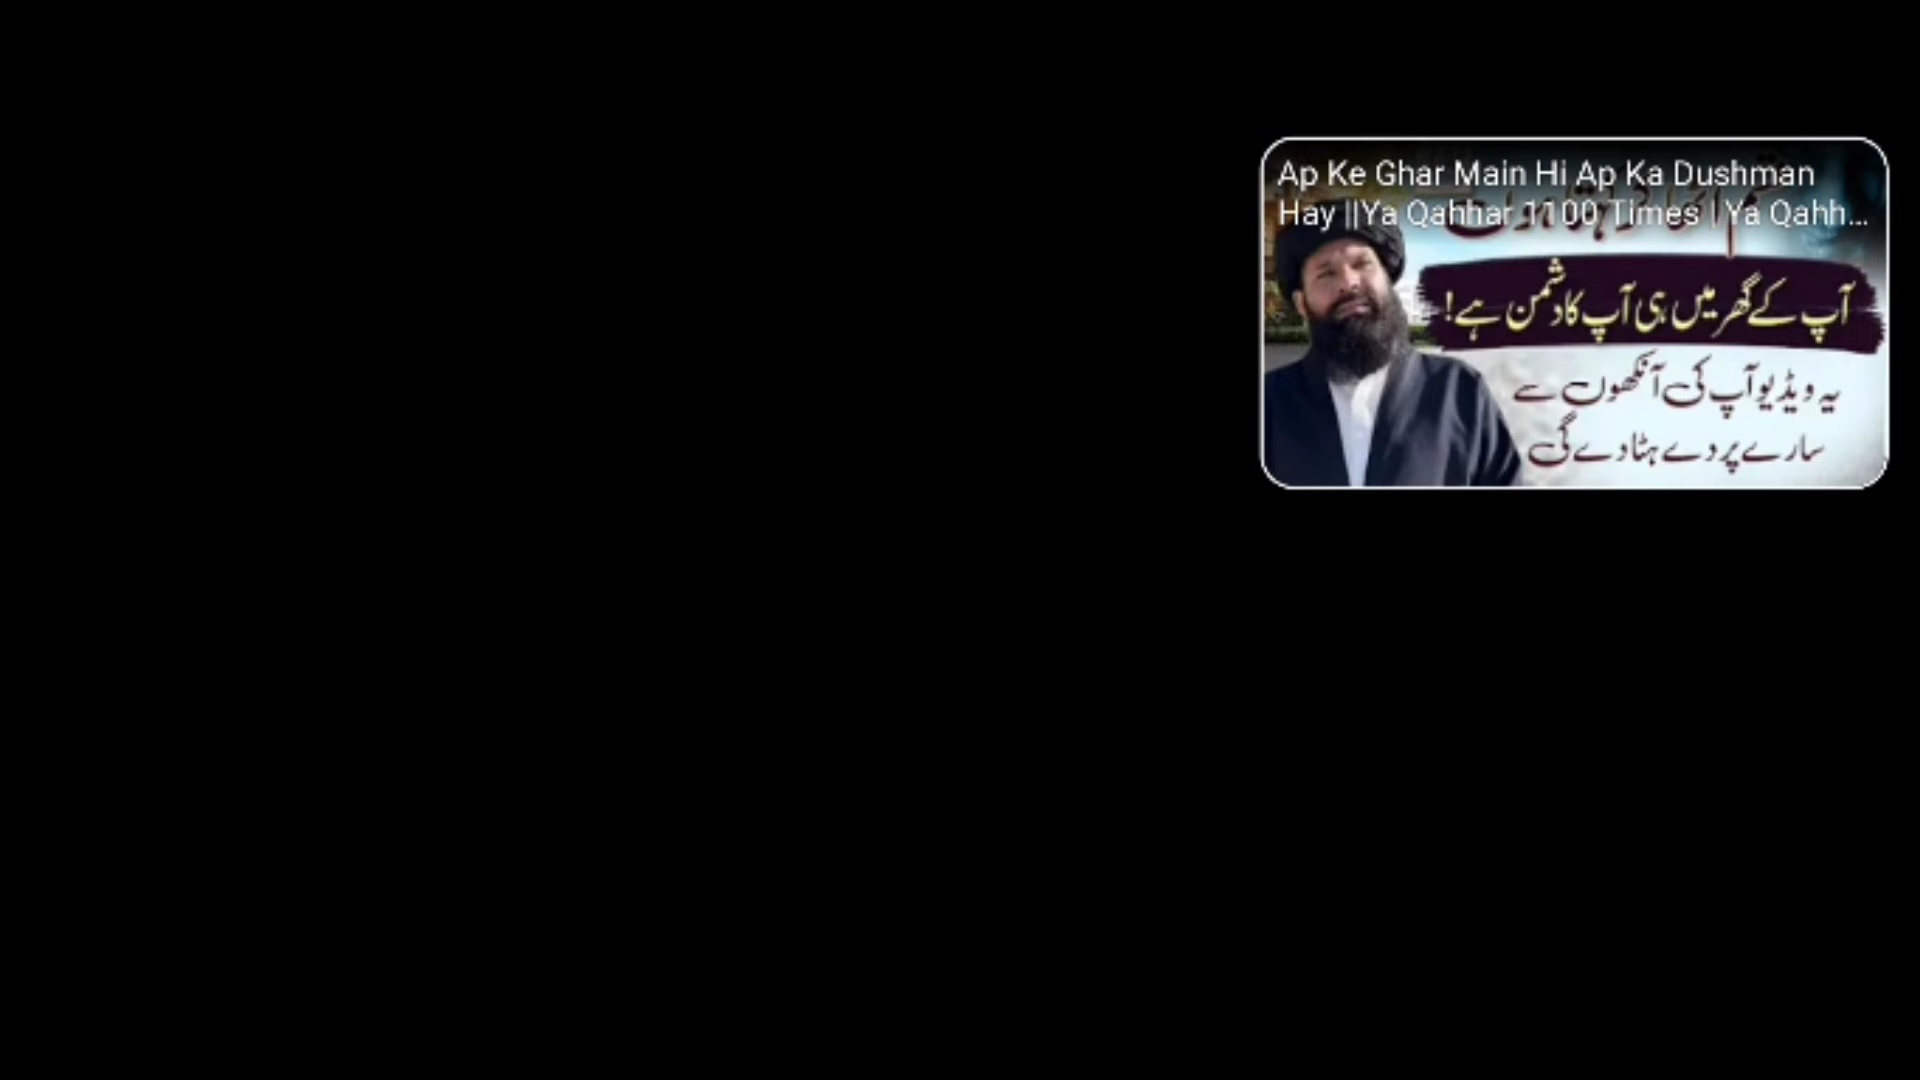 Ap Ke Ghar Main Hi Ap Ka Dushman
Hay ||Ya Qahhar 1100 Times | Ya Qahh...
آپ کے گھر میں ہی آپ کا دشمن ہے!
یہ ویڈیو آپ کی آنکھوں سے
سارے پردے ہٹا دے گی